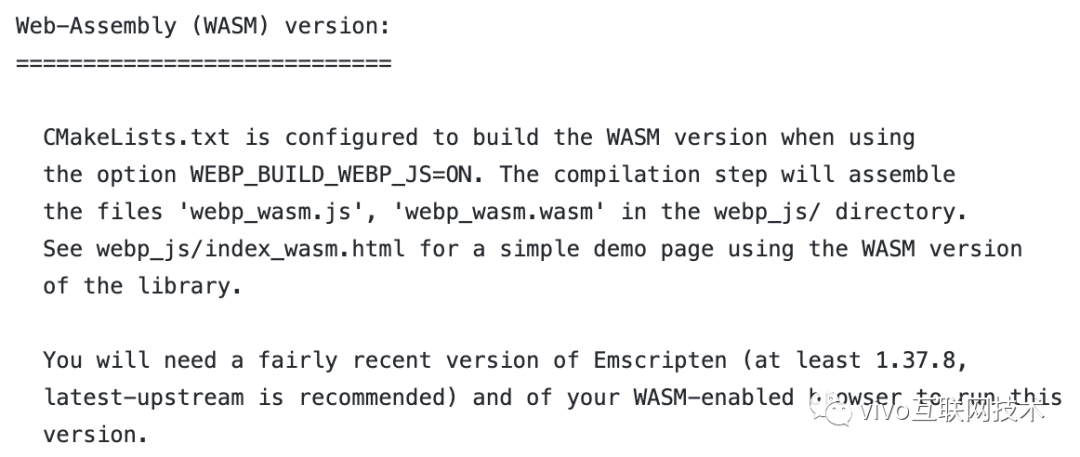 Web-Assembly (WASM) version:
============================
CMakeLists.txt is configured to build the WASM version when using
the option WEBP_BUILD_WEBP_JS=ON. The compilation step will assemble
the files 'webp_wasm.js', 'webp_wasm.wasm' in the webp_js/ directory.
See webp_js/index_wasm.html for a simple demo page using the WASM version
of the library.
You will need a fairly recent version of Emscripten (at least 1.37.8,
latest-upstream is recommended) and of your WASM-enabled browser to run this
version.
vivo互联网技术